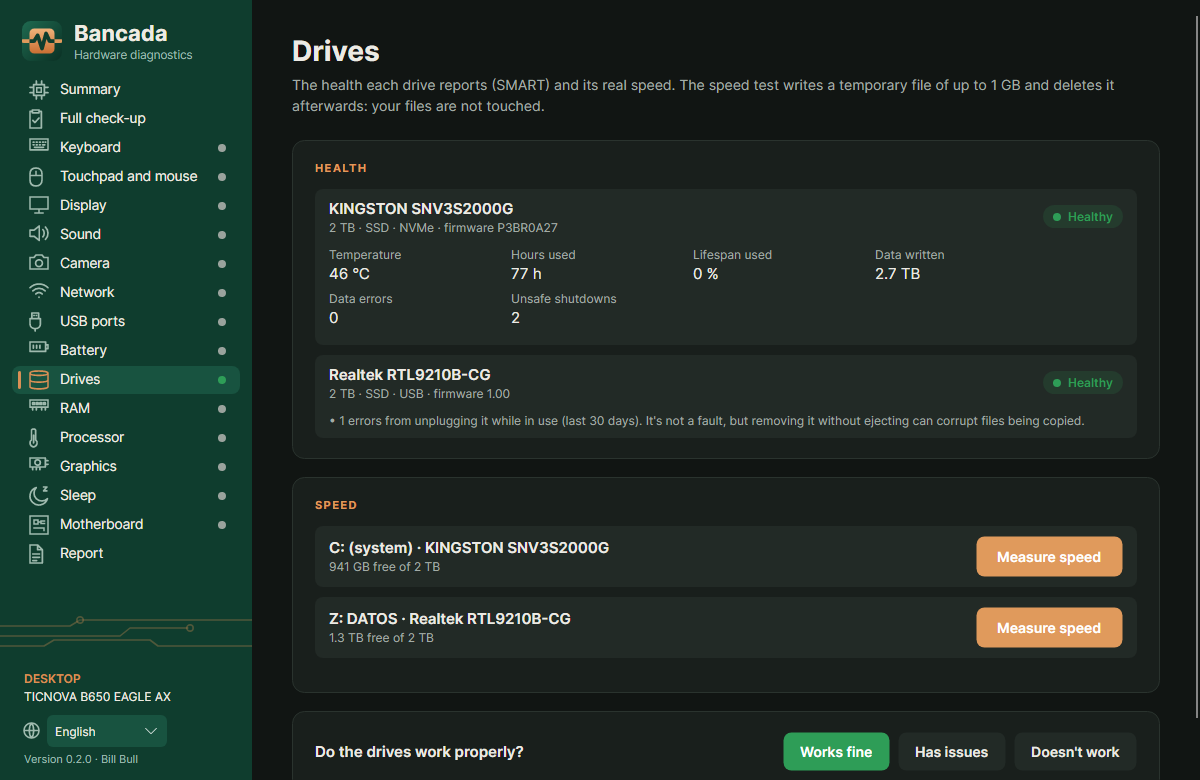 Bancada
Hardware diagnostics
Summary
Full check-up
Keyboard
Touchpad and mouse
Display
Sound
Camera
Network
USB ports
Battery
Drives
RAM
Processor
Graphics
Sleep
Motherboard
Report
DESKTOP
TICNOVA B650 EAGLE AX
English
Version 0.2.0 · Bill Bull
Drives
The health each drive reports (SMART) and its real speed. The speed test writes a temporary file of up to 1 GB and deletes it
afterwards: your files are not touched.
HEALTH
KINGSTON SNV3S2000G
2 TB · SSD · NVMe · firmware P3BR0A27
Healthy
Temperature Hours used Lifespan used Data written
46 °C 77 h 0 % 2.7 TB
Data errors Unsafe shutdowns
0 2
Realtek RTL9210B-CG
2 TB · SSD · USB · firmware 1.00
Healthy
• 1 errors from unplugging it while in use (last 30 days). It's not a fault, but removing it without ejecting can corrupt files being copied.
SPEED
C: (system) · KINGSTON SNV3S2000G
941 GB free of 2 TB
Measure speed
Z: DATOS · Realtek RTL9210B-CG
1.3 TB free of 2 TB
Measure speed
Do the drives work properly?
Works fine
Has issues
Doesn't work